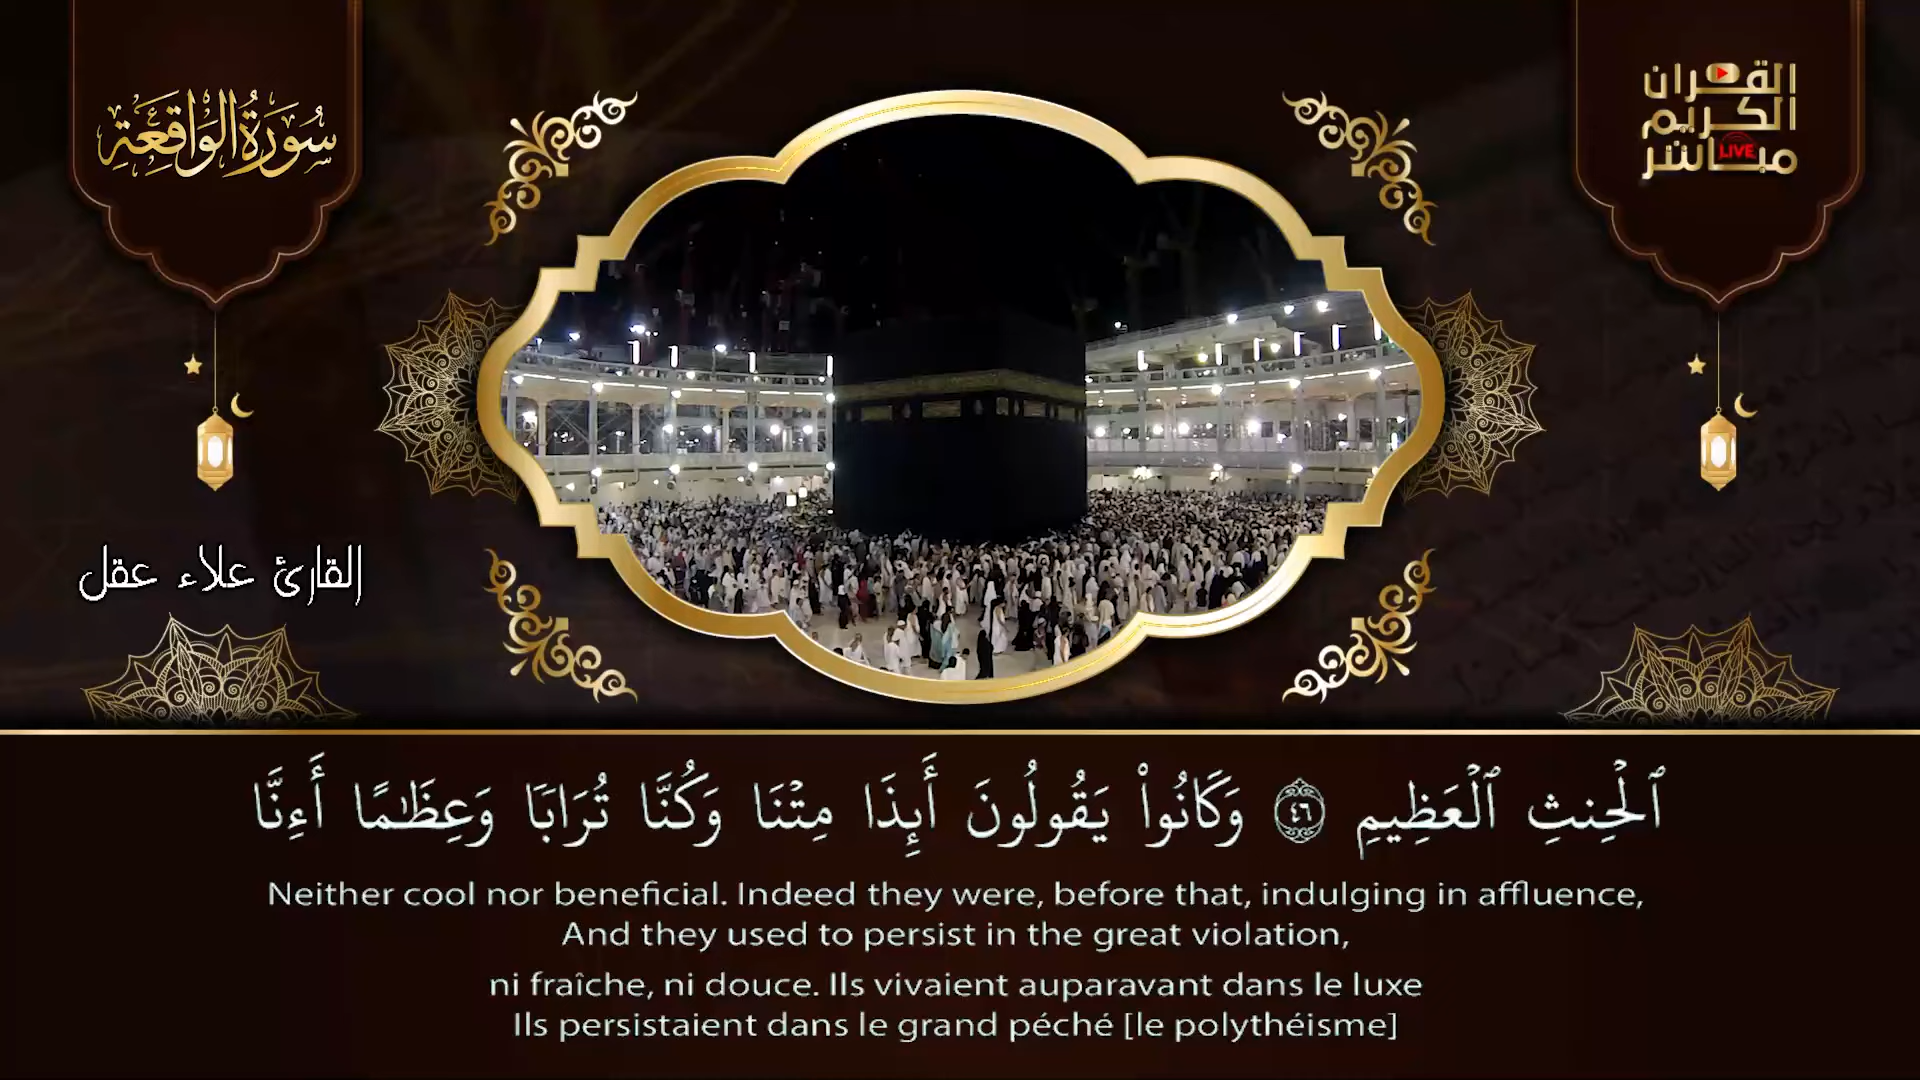 سُورَةُ الوَاقِعَةِ
القرآن
الكريم
مباشر
LIVE
القارئ علاء عقل
ٱلْحِنثِ ٱلْعَظِيمِ ٤٦ وَكَانُوا۟ يَقُولُونَ أَئِذَا مِتْنَا وَكُنَّا تُرَابًا وَعِظَٰمًا أَءِنَّا
Neither cool nor beneficial. Indeed they were, before that, indulging in affluence,
And they used to persist in the great violation,
ni fraîche, ni douce. Ils vivaient auparavant dans le luxe
Ils persistaient dans le grand péché [le polythéisme]